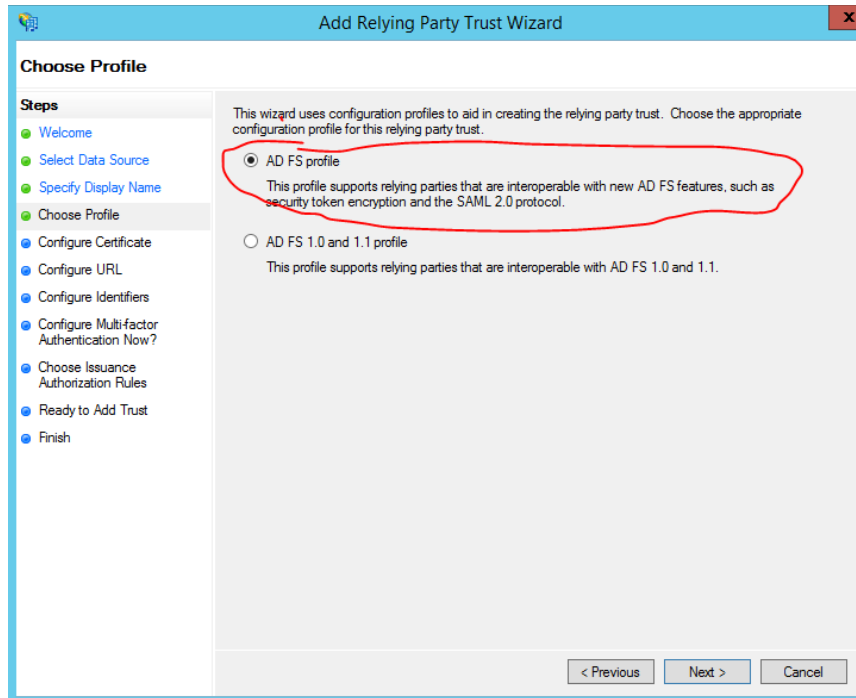 Add Relying Party Trust Wizard
x
Choose Profile
Steps
Welcome
Select Data Source
Specify Display Name
Choose Profile
Configure Certificate
Configure URL
Configure Identifiers
Configure Multi-factor
Authentication Now?
Choose Issuance
Authorization Rules
Ready to Add Trust
Finish
This wizard uses configuration profiles to aid in creating the relying party trust. Choose the appropriate
configuration profile for this relying party trust.
AD FS profile
This profile supports relying parties that are interoperable with new AD FS features, such as
security token encryption and the SAML 2.0 protocol.
AD FS 1.0 and 1.1 profile
This profile supports relying parties that are interoperable with AD FS 1.0 and 1.1.
< Previous
Next >
Cancel